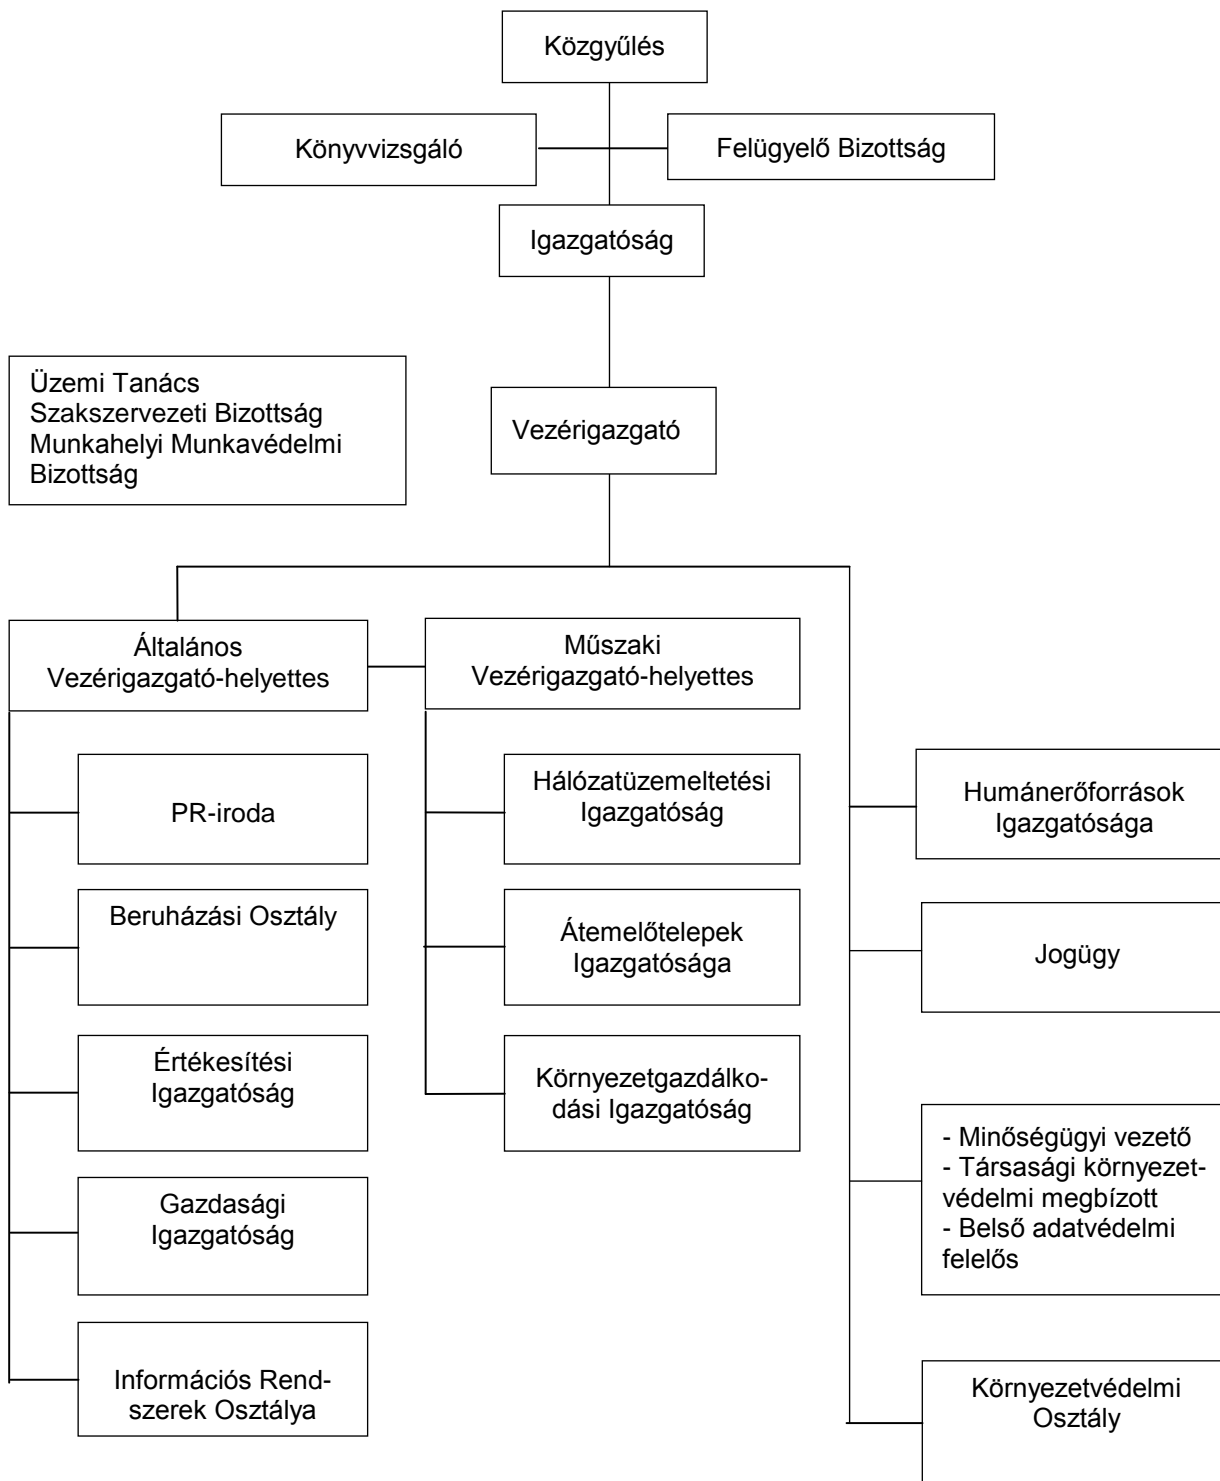 Közgyűlés
Könyvvizsgáló
Felügyelő Bizottság
Igazgatóság
Üzemi Tanács
Szakszervezeti Bizottság
Munkahelyi Munkavédelmi
Bizottság
Vezérigazgató
Általános
Vezérigazgató-helyettes
Műszaki
Vezérigazgató-helyettes
PR-iroda
Beruházási Osztály
Értékesítési
Igazgatóság
Gazdasági
Igazgatóság
Információs Rend-
szerek Osztálya
Hálózatüzemeltetési
Igazgatóság
Átemelőtelepek
Igazgatósága
Környezetgazdálko-
dási Igazgatóság
Humánerőforrások
Igazgatósága
Jogügy
- Minőségügyi vezető
- Társasági környezet-
védelmi megbízott
- Belső adatvédelmi
felelős
Környezetvédelmi
Osztály